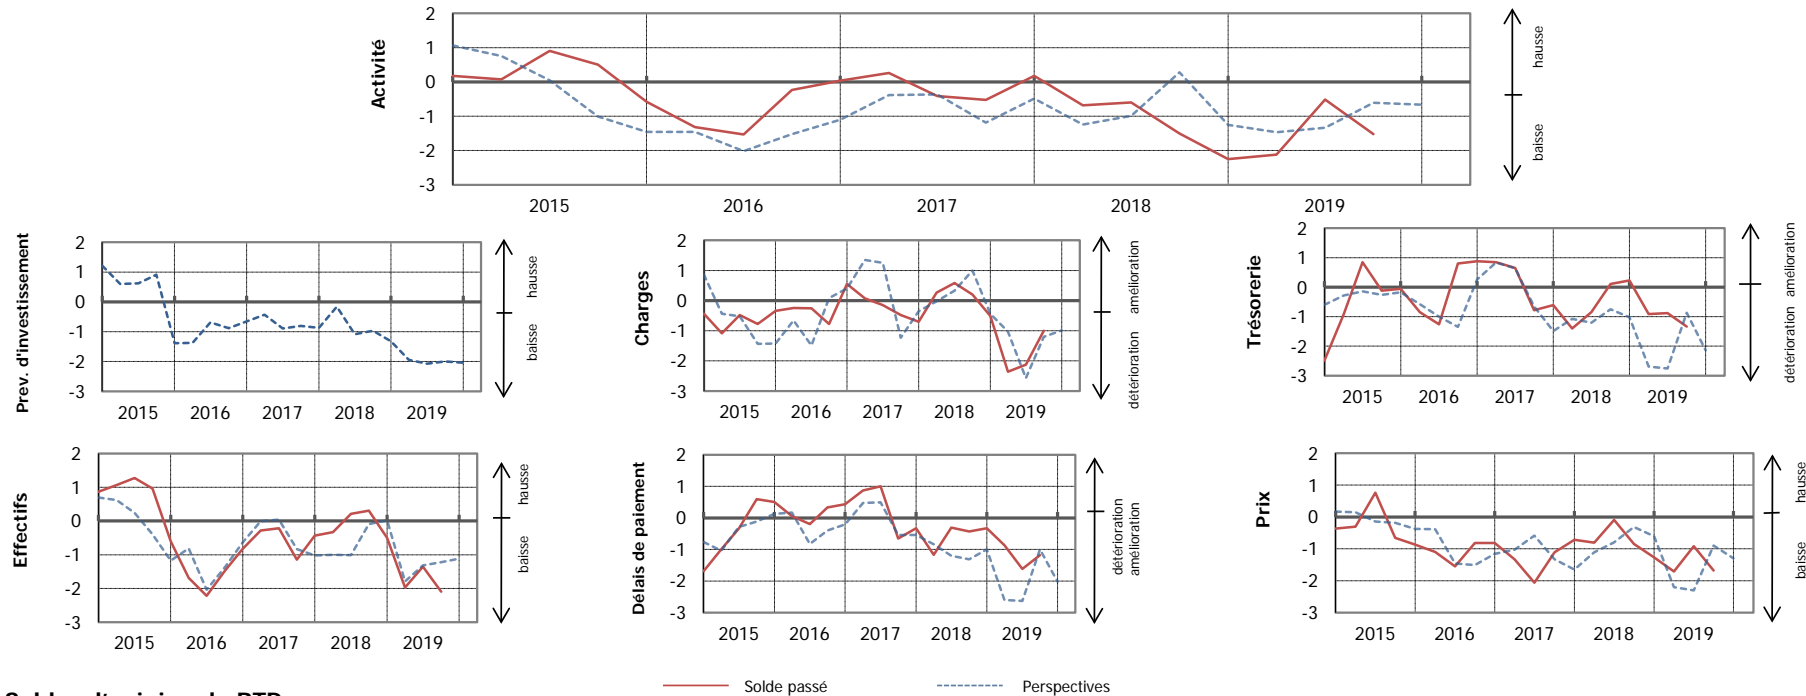 Activité
2
1
0
-1
-2
-3
2015 2016 2017 2018 2019
hausse
baisse
Prev. d'investissement
2
1
0
-1
-2
-3
2015 2016 2017 2018 2019
hausse
baisse
Charges
2
1
0
-1
-2
-3
2015 2016 2017 2018 2019
amélioration
détérioration
Trésorerie
2
1
0
-1
-2
-3
2015 2016 2017 2018 2019
amélioration
détérioration
Effectifs
2
1
0
-1
-2
-3
2015 2016 2017 2018 2019
hausse
baisse
Délais de paiement
2
1
0
-1
-2
-3
2015 2016 2017 2018 2019
détérioration
amélioration
Prix
2
1
0
-1
-2
-3
2015 2016 2017 2018 2019
hausse
baisse
Solde passé
Perspectives